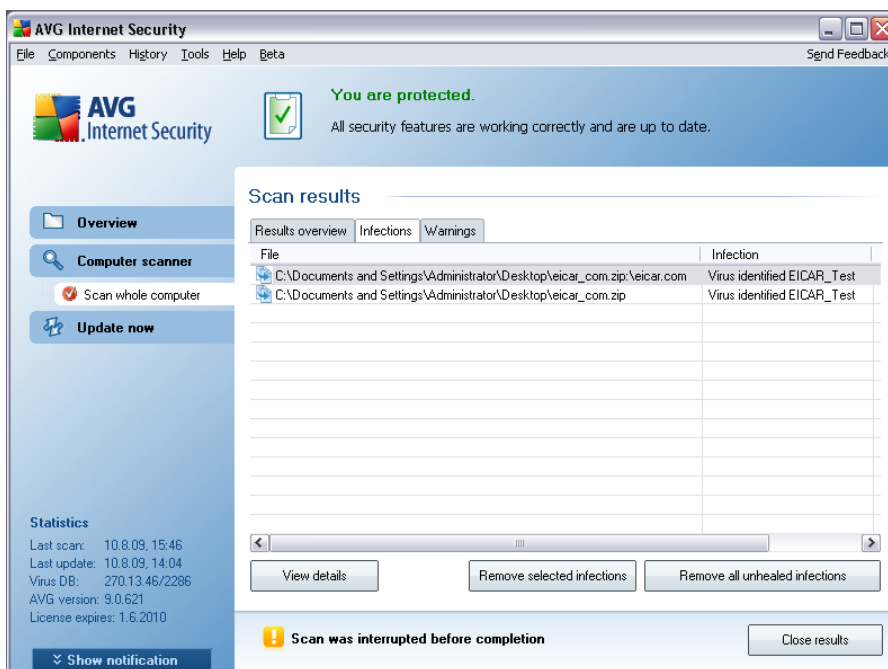 AVG Internet Security
File Components History Tools Help Beta Send Feedback
AVG
Internet Security
You are protected.
All security features are working correctly and are up to date.
Overview
Computer scanner
Scan whole computer
Update now
Scan results
Results overview Infections Warnings
File Infection
C:\Documents and Settings\Administrator\Desktop\eicar_com.zip:\eicar.com Virus identified EICAR_Test
C:\Documents and Settings\Administrator\Desktop\eicar_com.zip Virus identified EICAR_Test
View details Remove selected infections Remove all unhealed infections
Statistics
Last scan: 10.8.09, 15:46
Last update: 10.8.09, 14:04
Virus DB: 270.13.46/2286
AVG version: 9.0.621
License expires: 1.6.2010
Show notification
Scan was interrupted before completion Close results